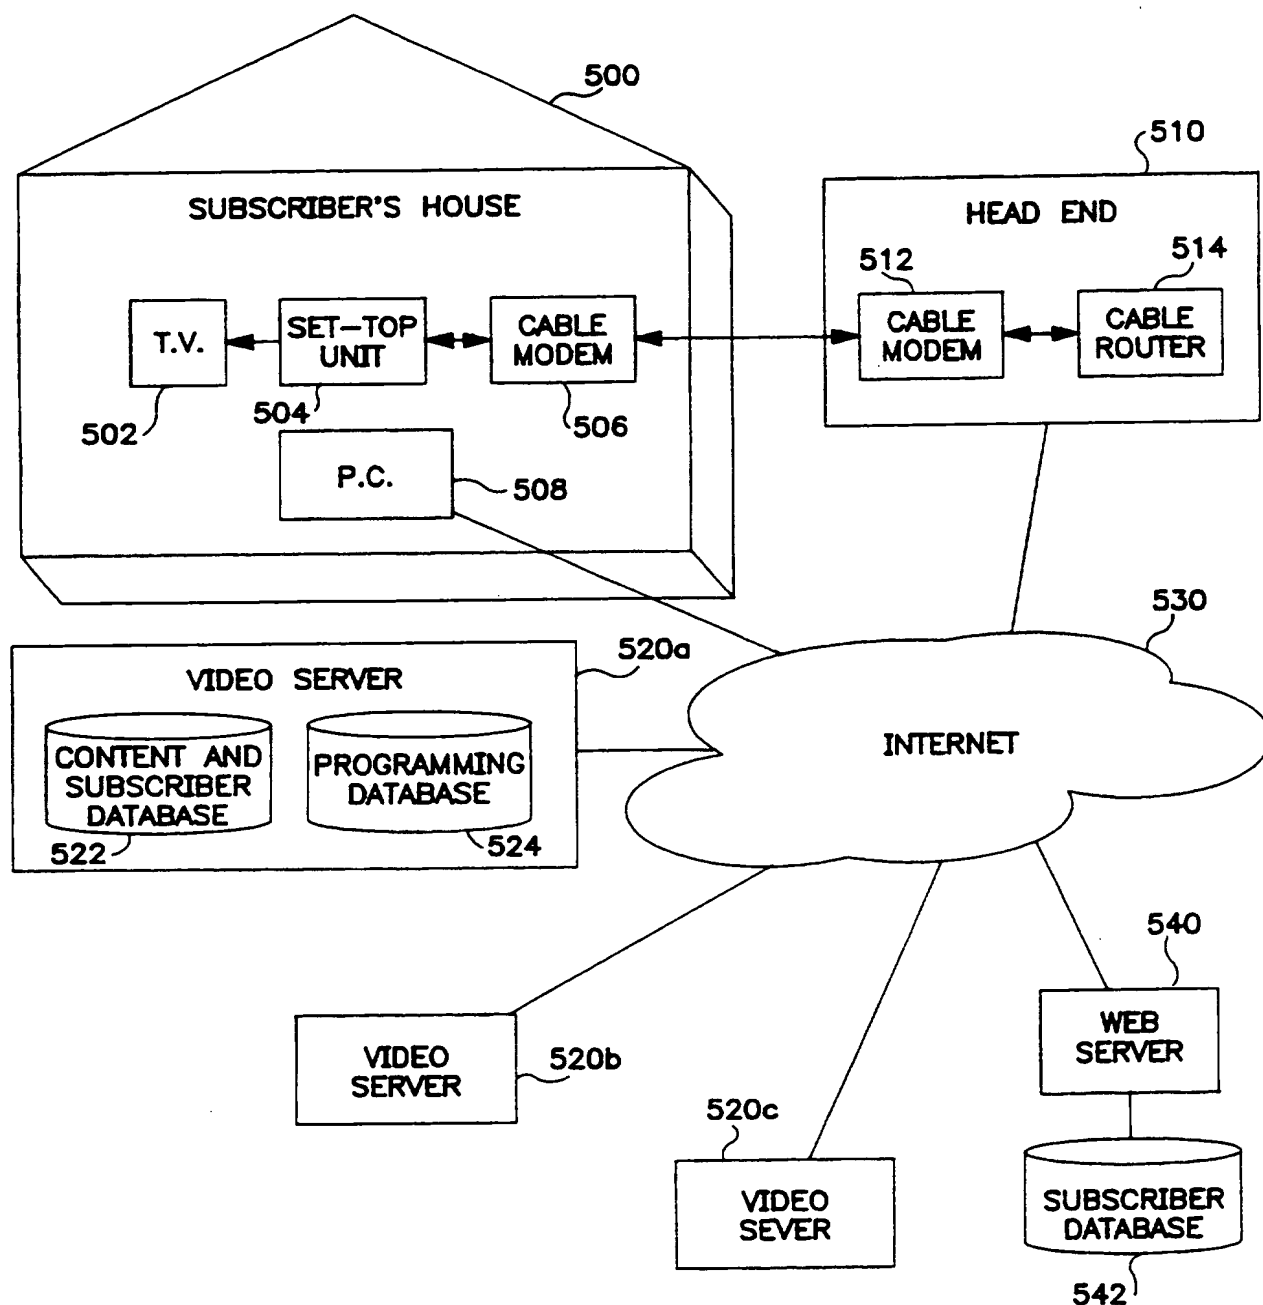 500
510
SUBSCRIBER'S HOUSE
HEAD END
512
514
T.V.
SET-TOP
UNIT
CABLE
MODEM
CABLE
MODEM
CABLE
ROUTER
502
504
506
P.C.
508
530
520a
VIDEO SERVER
CONTENT AND
SUBSCRIBER
DATABASE
PROGRAMMING
DATABASE
INTERNET
522
524
540
VIDEO
SERVER
520b
WEB
SERVER
520c
VIDEO
SEVER
SUBSCRIBER
DATABASE
542